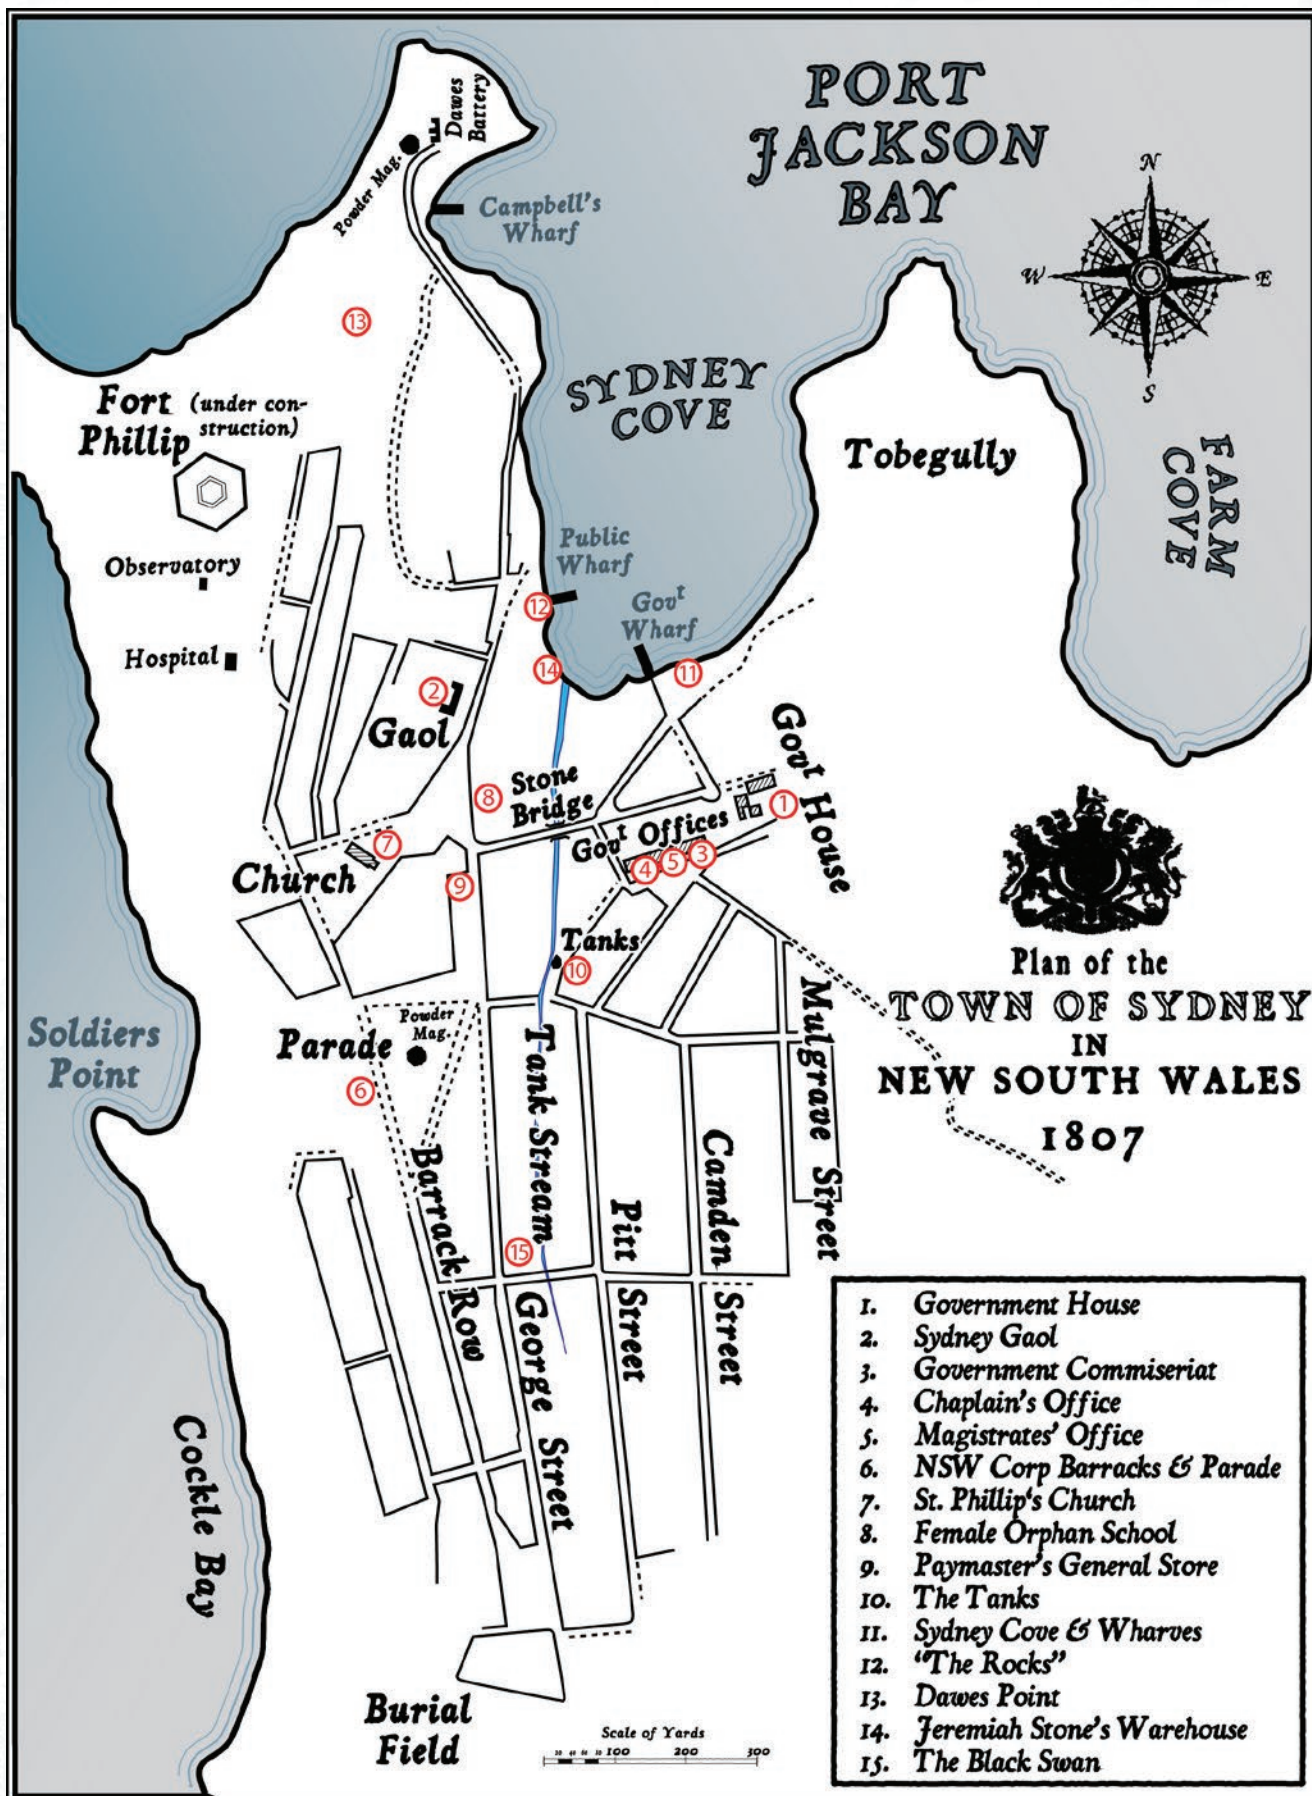 PORT
JACKSON
BAY
Dawes
Battery
Powder Mag.
Campbell's
Wharf
N
W
E
S
13
SYDNEY
COVE
Fort
Phillip
(under con-
struction)
Tobegully
FARM
COVE
Observatory
Public
Wharf
12
Govt
Wharf
Hospital
14
11
2
Gaol
Govt House
8
Stone
Bridge
1
Govt Offices
7
4
5
3
Church
9
Tanks
10
Plan of the
TOWN OF SYDNEY
IN
NEW SOUTH WALES
1807
Soldiers
Point
Powder
Mag.
Parade
6
Tank Stream
Mulgrave Street
Barrack Row
Camden Street
Pitt Street
15
George Street
Cockle Bay
Burial
Field
Scale of Yards
20 40 60 80 100 200 300
1. Government House
2. Sydney Gaol
3. Government Commiseriat
4. Chaplain's Office
5. Magistrates' Office
6. NSW Corp Barracks & Parade
7. St. Phillip's Church
8. Female Orphan School
9. Paymaster's General Store
10. The Tanks
11. Sydney Cove & Wharves
12. "The Rocks"
13. Dawes Point
14. Jeremiah Stone's Warehouse
15. The Black Swan